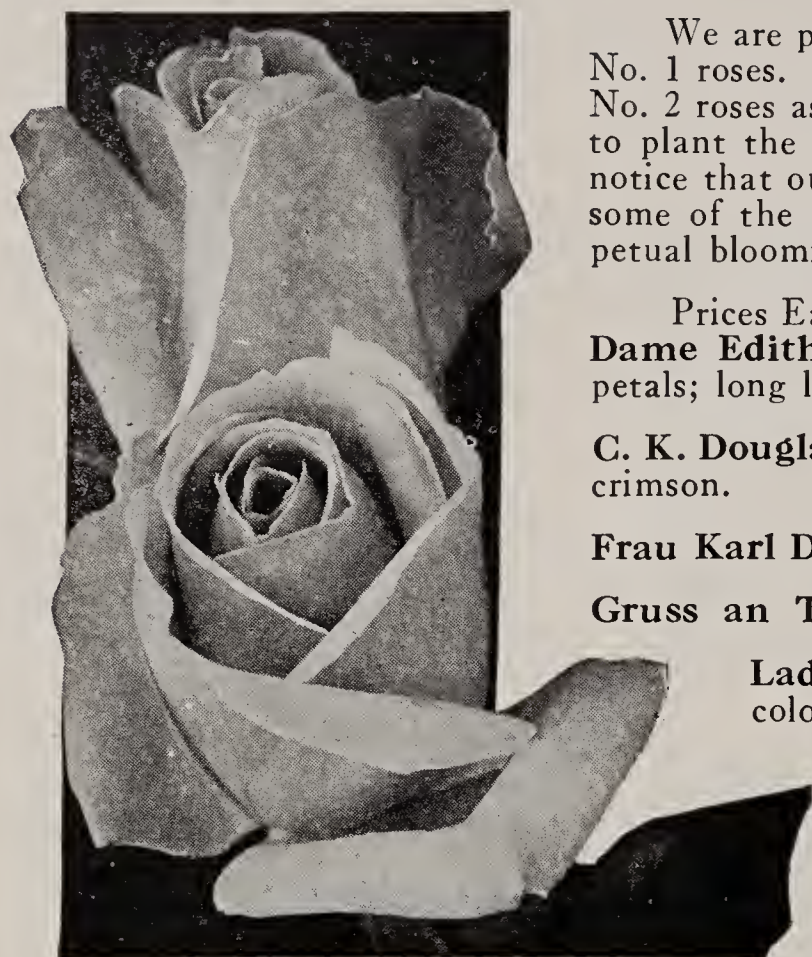 We are p
No. 1 roses.
No. 2 roses as
to plant the
notice that ou
some of the
petual bloomi
Prices Ea
Dame Edith
petals; long l
C. K. Dougla
crimson.
Frau Karl D
Gruss an T
Lad
colo